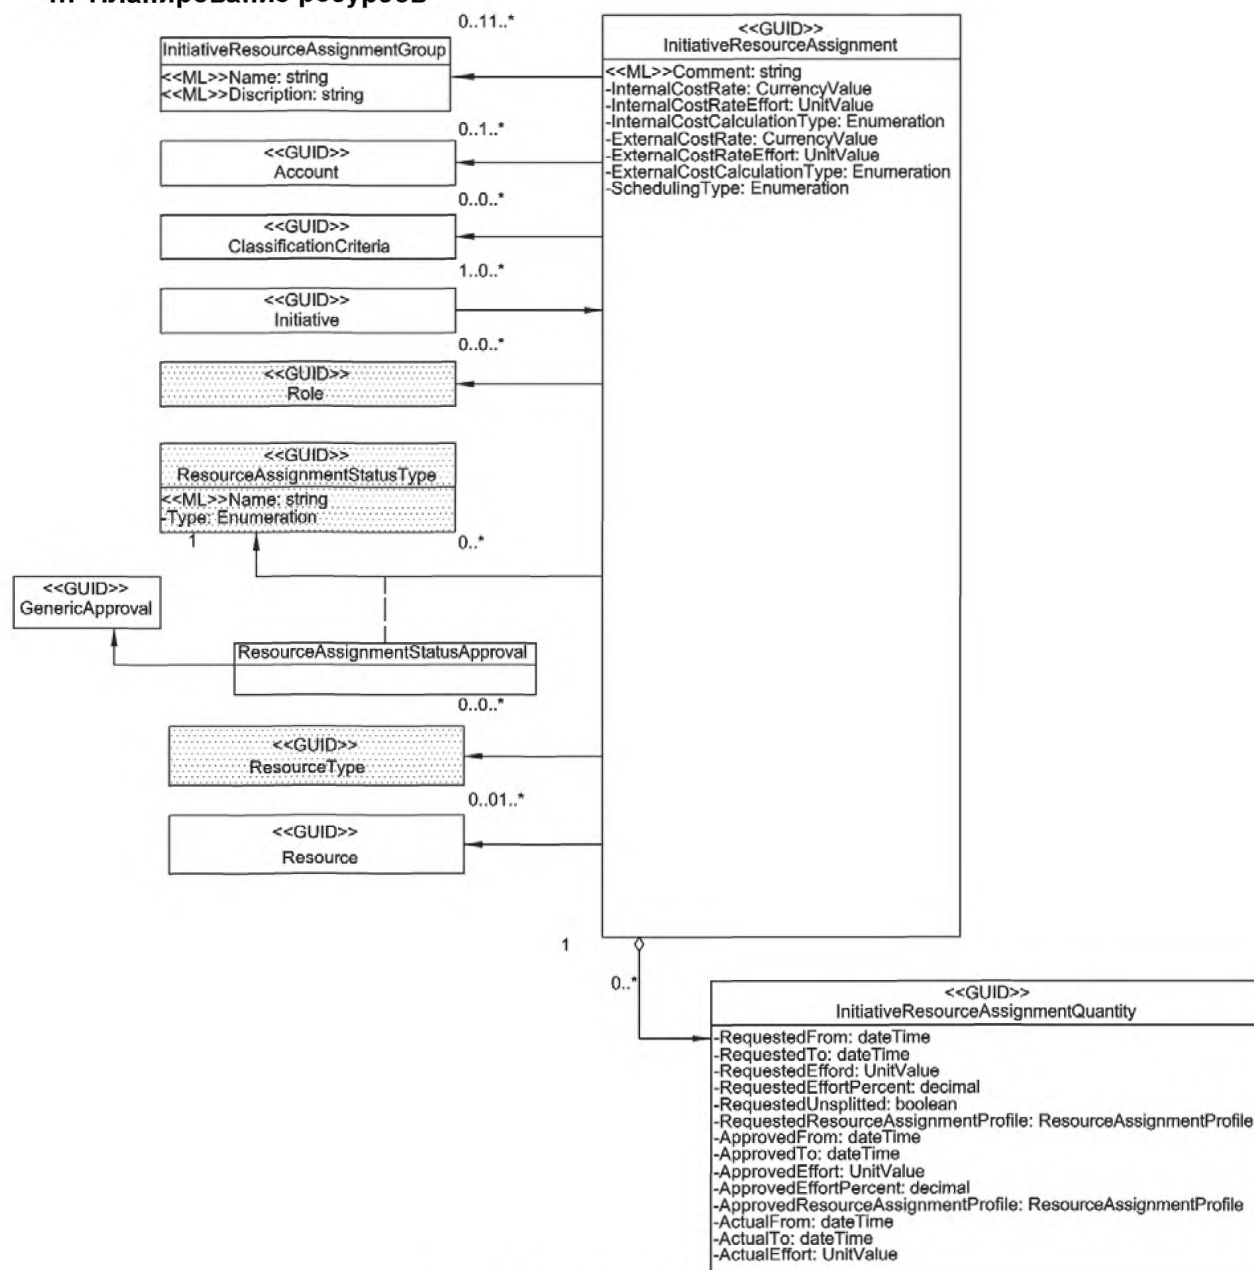 Планирование ресурсов
0..11..*
InitiativeResourceAssignmentGroup
<<ML>>Name: string
<<ML>>Discription: string
0..1..*
<<GUID>>
Account
0..0..*
<<GUID>>
ClassificationCriteria
1..0..*
<<GUID>>
Initiative
0..0..*
<<GUID>>
Role
<<GUID>>
ResourceAssignmentStatusType
<<ML>>Name: string
-Type: Enumeration
1
0..*
<<GUID>>
GenericApproval
ResourceAssignmentStatusApproval
0..0..*
<<GUID>>
ResourceType
0..01..*
<<GUID>>
Resource
<<GUID>>
InitiativeResourceAssignment
<<ML>>Comment: string
-InternalCostRate: CurrencyValue
-InternalCostRateEffort: UnitValue
-InternalCostCalculationType: Enumeration
-ExternalCostRate: CurrencyValue
-ExternalCostRateEffort: UnitValue
-ExternalCostCalculationType: Enumeration
-SchedulingType: Enumeration
1
0..*
<<GUID>>
InitiativeResourceAssignmentQuantity
-RequestedFrom: dateTime
-RequestedTo: dateTime
-RequestedEfford: UnitValue
-RequestedEffortPercent: decimal
-RequestedUnsplitted: boolean
-RequestedResourceAssignmentProfile: ResourceAssignmentProfile
-ApprovedFrom: dateTime
-ApprovedTo: dateTime
-ApprovedEffort: UnitValue
-ApprovedEffortPercent: decimal
-ApprovedResourceAssignmentProfile: ResourceAssignmentProfile
-ActualFrom: dateTime
-ActualTo: dateTime
-ActualEffort: UnitValue